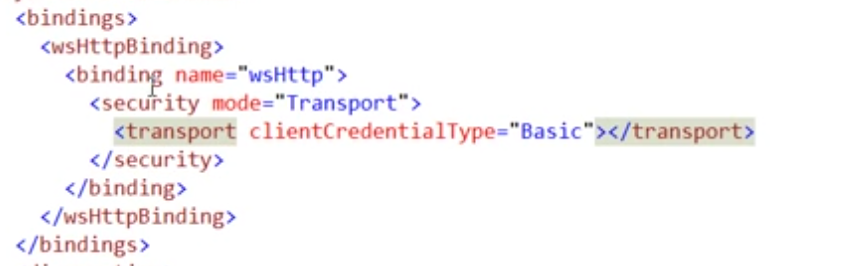 <bindings>
<wsHttpBinding>
<binding name="wsHttp">
<security mode="Transport">
<transport clientCredentialType="Basic"></transport>
</security>
</binding>
</wsHttpBinding>
</bindings>